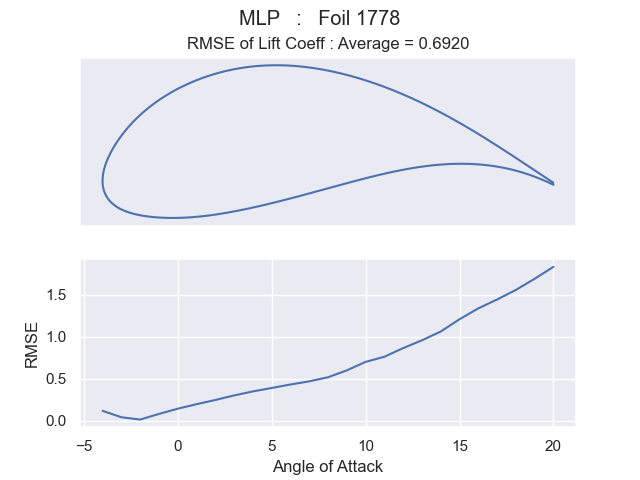 MLP   :   Foil 1778
RMSE of Lift Coeff : Average = 0.6920
1.5
1.0
0.5
0.0
RMSE
−5 0 5 10 15 20
Angle of Attack